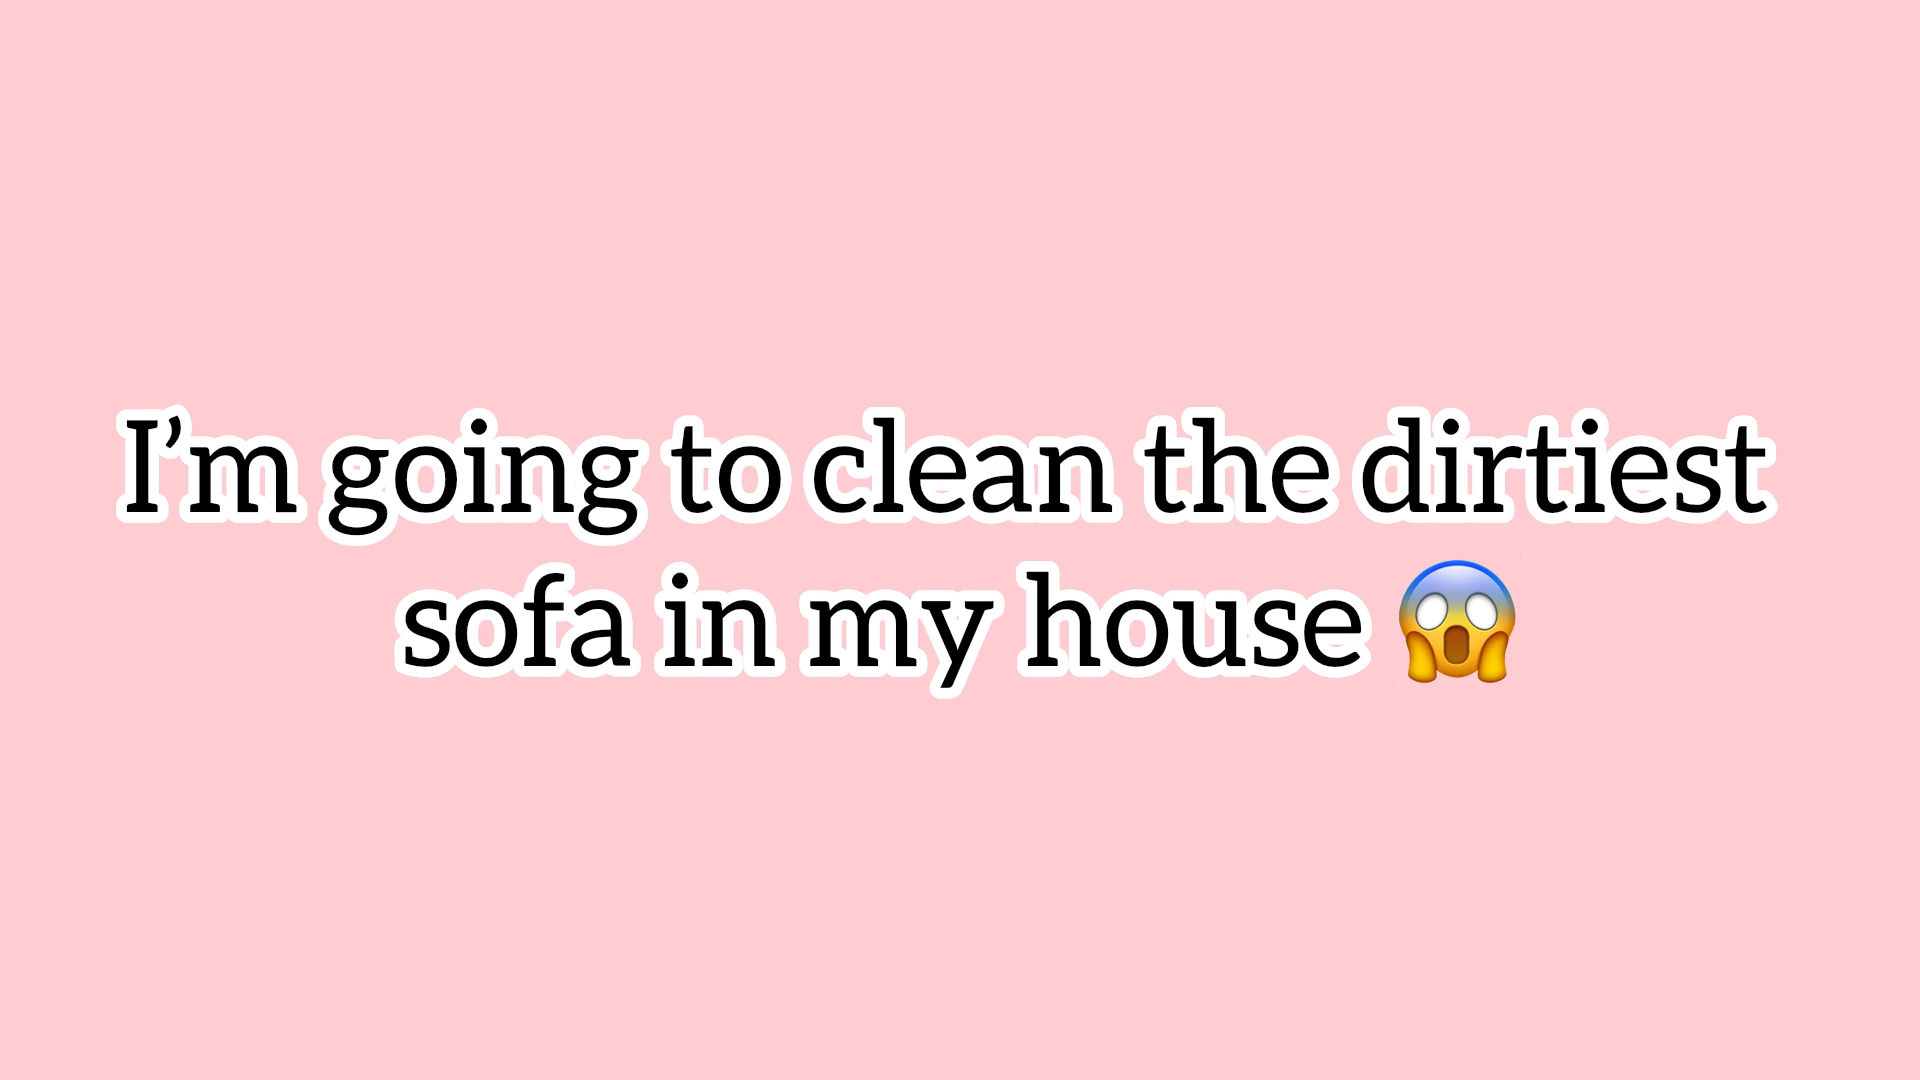 I’m going to clean the dirtiest
sofa in my house 😱